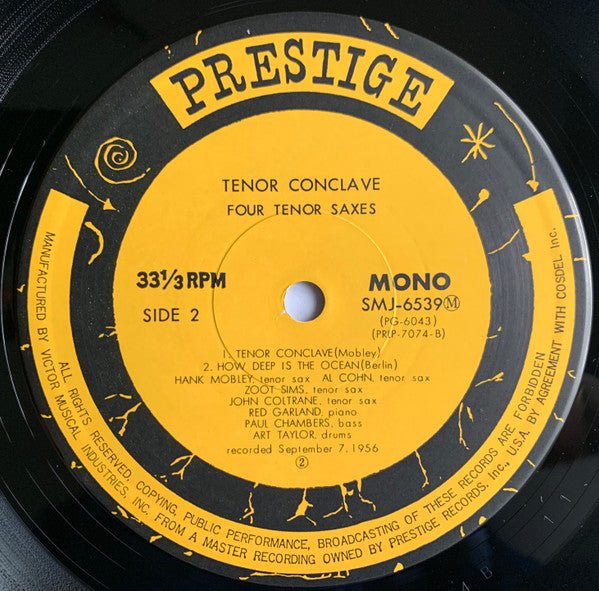 PRESTIGE
TENOR CONCLAVE
FOUR TENOR SAXES
33⅓ RPM
SIDE 2
MONO
SMJ-6539Ⓜ
(PG-6043)
(PRLP-7074-B)
1. TENOR CONCLAVE(Mobley)
2. HOW DEEP IS THE OCEAN(Berlin)
HANK MOBLEY, tenor sax AL COHN, tenor sax
ZOOT SIMS, tenor sax
JOHN COLTRANE, tenor sax
RED GARLAND, piano
PAUL CHAMBERS, bass
ART TAYLOR, drums
recorded September 7, 1956
②
MANUFACTURED BY VICTOR MUSICAL INDUSTRIES, INC. FROM A MASTER RECORDING OWNED BY PRESTIGE RECORDS, Inc., U.S.A. BY AGREEMENT WITH COSDEL Inc.
ALL RIGHTS RESERVED, COPYING, PUBLIC PERFORMANCE, BROADCASTING OF THESE RECORDS ARE FORBIDDEN